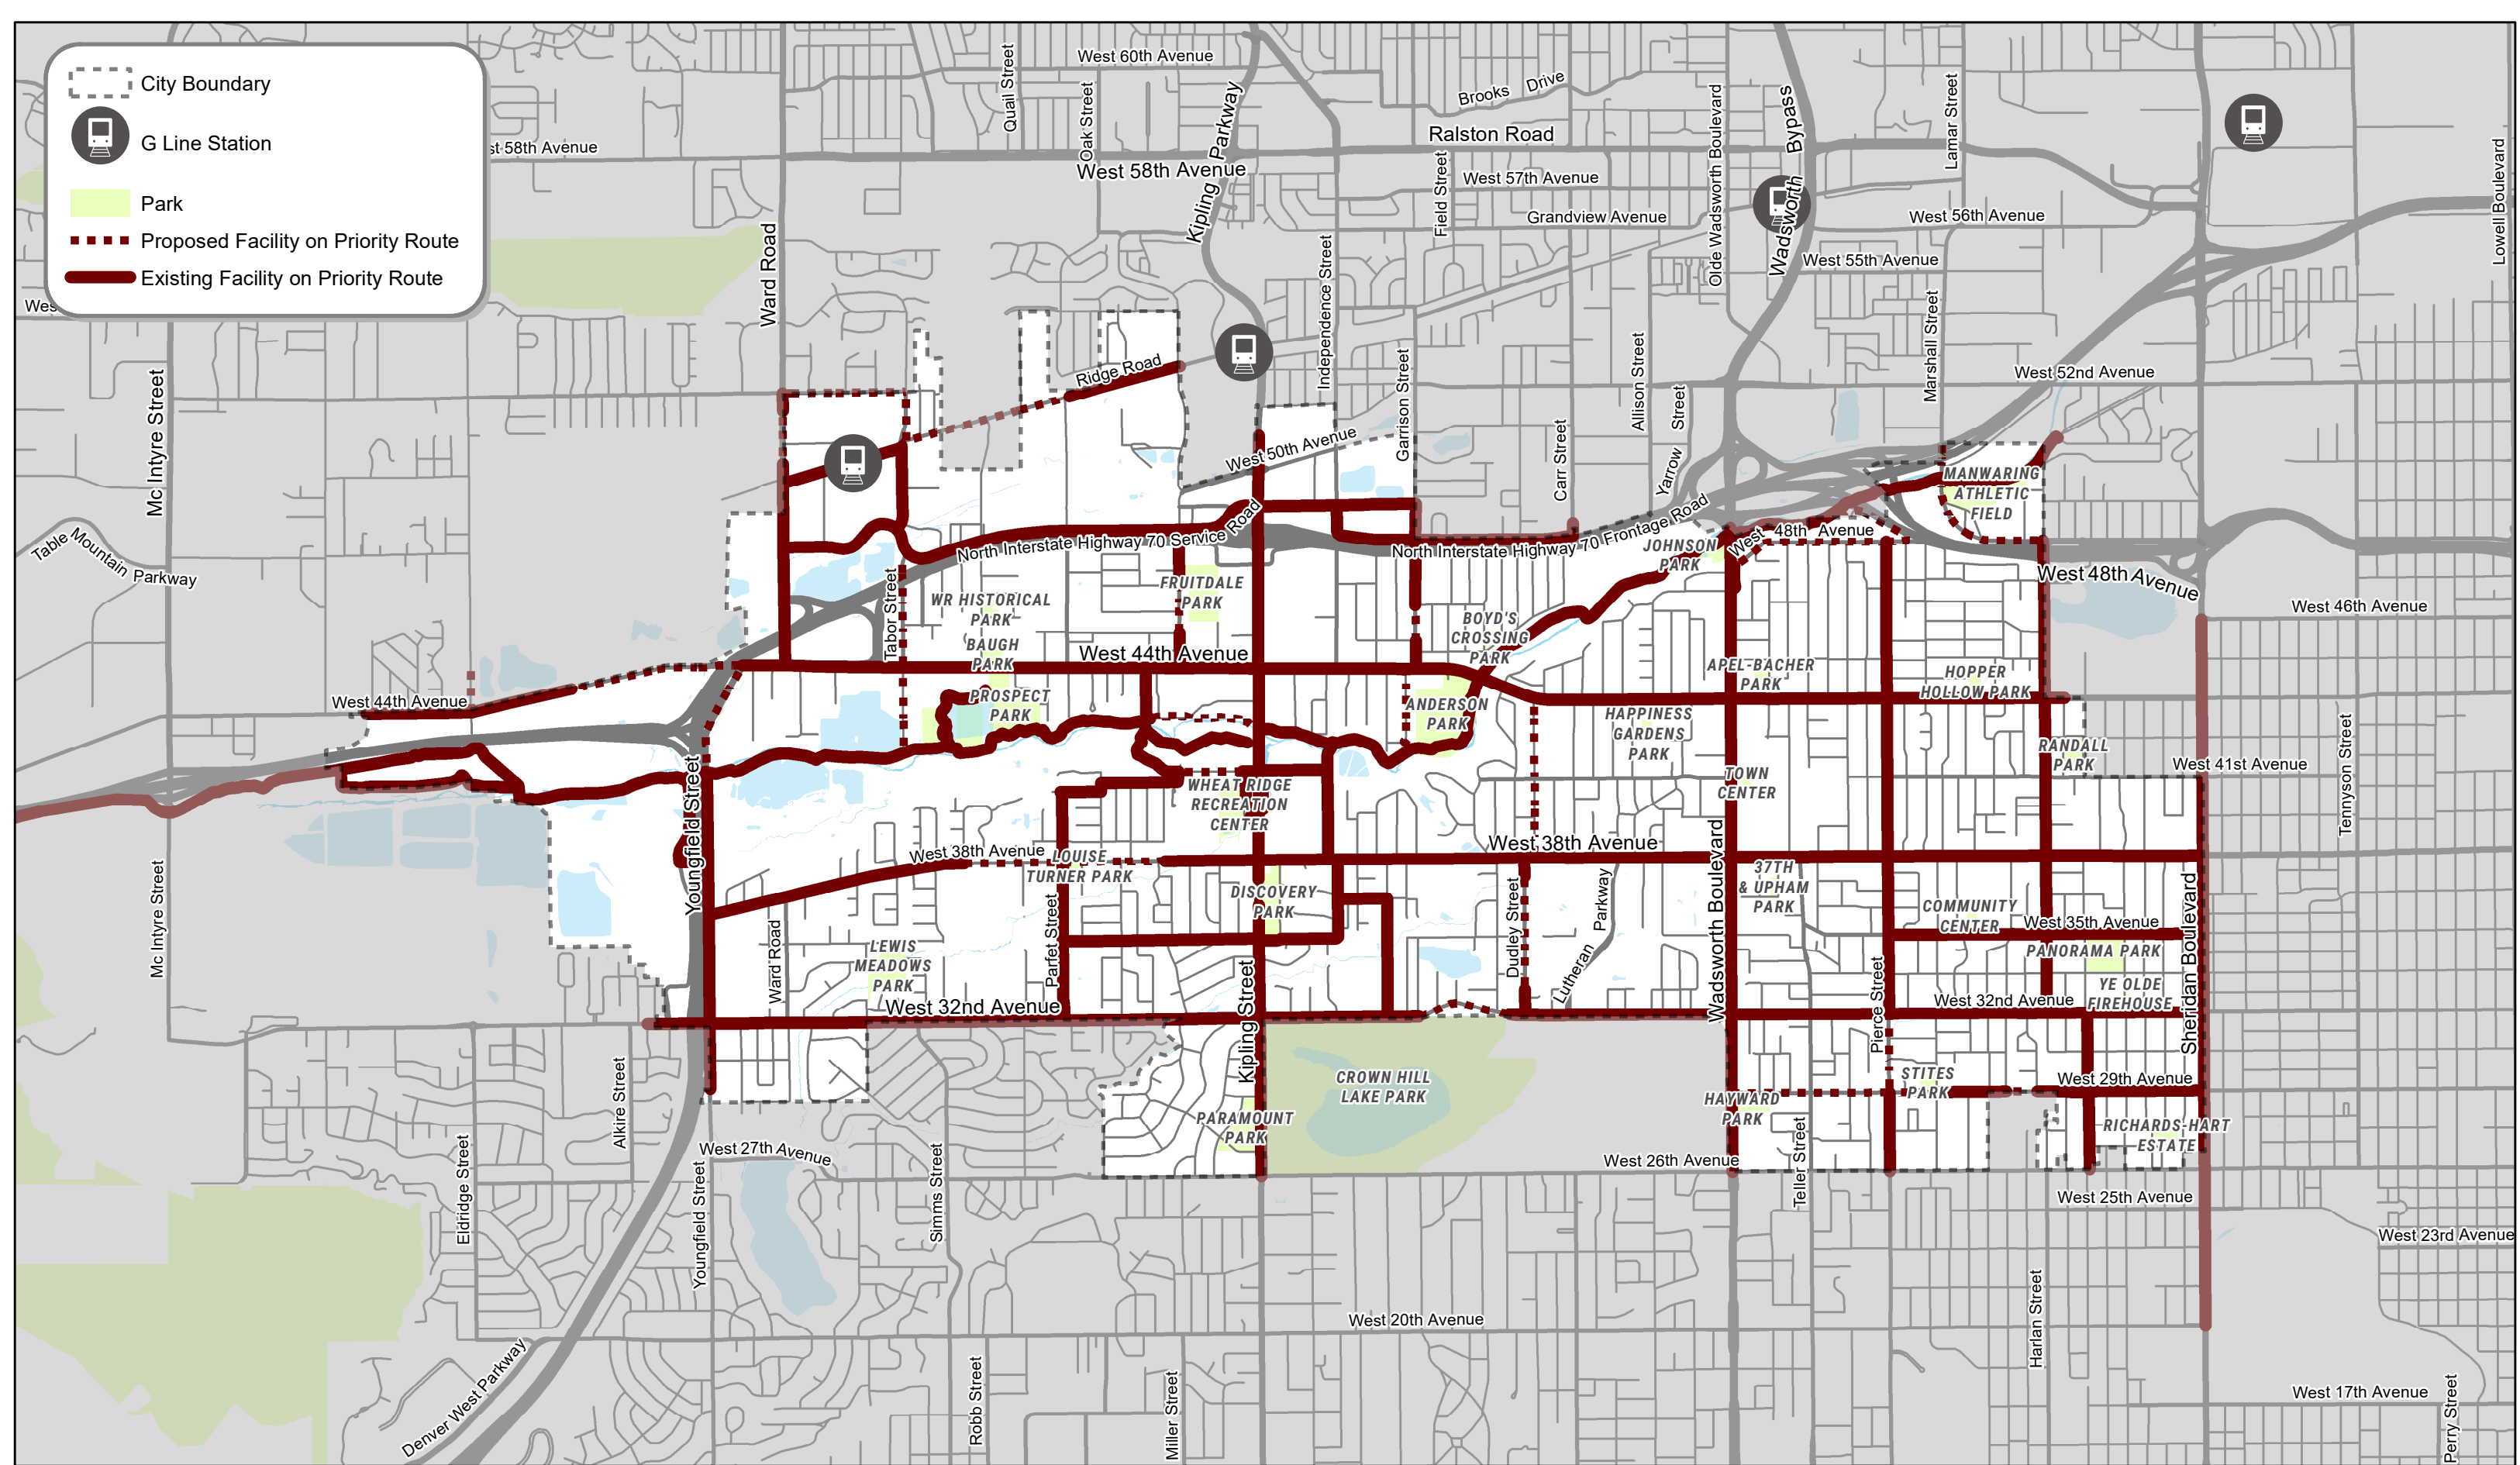 City Boundary
G Line Station
Park
Proposed Facility on Priority Route
Existing Facility on Priority Route
West 60th Avenue
Quail Street
Oak Street
Kipling Parkway
Brooks Drive
Ralston Road
Olde Wadsworth Boulevard
Wadsworth Bypass
Lamar Street
Lowell Boulevard
st 58th Avenue
West 58th Avenue
Field Street
West 57th Avenue
Grandview Avenue
West 56th Avenue
West 55th Avenue
Ward Road
Independence Street
Wes
Mc Intyre Street
Ridge Road
Garrison Street
Allison Street
Yarrow Street
Marshall Street
West 52nd Avenue
Carr Street
West 50th Avenue
MANWARING
ATHLETIC
FIELD
Table Mountain Parkway
North Interstate Highway 70 Service Road
North Interstate Highway 70 Frontage Road
West 48th Avenue
JOHNSON
PARK
West 48th Avenue
Tabor Street
WR HISTORICAL
PARK
FRUITDALE
PARK
BAUGH
PARK
BOYD'S
CROSSING
PARK
West 46th Avenue
West 44th Avenue
APEL-BACHER
PARK
HOPPER
HOLLOW PARK
West 44th Avenue
PROSPECT
PARK
ANDERSON
PARK
HAPPINESS
GARDENS
PARK
RANDALL
PARK
Tennyson Street
West 41st Avenue
Youngfield Street
WHEAT RIDGE
RECREATION
CENTER
TOWN
CENTER
West 38th Avenue
West 38th Avenue
LOUISE
TURNER PARK
Mc Intyre Street
Parfet Street
DISCOVERY
PARK
Dudley Street
Lutheran Parkway
Wadsworth Boulevard
37TH
& UPHAM
PARK
COMMUNITY
CENTER
West 35th Avenue
PANORAMA PARK
Sheridan Boulevard
Ward Road
LEWIS
MEADOWS
PARK
Kipling Street
Pierce Street
YE OLDE
FIREHOUSE
West 32nd Avenue
West 32nd Avenue
Alkire Street
CROWN HILL
LAKE PARK
STITES
PARK
West 29th Avenue
HAYWARD
PARK
PARAMOUNT
PARK
RICHARDS-HART
ESTATE
Eldridge Street
West 27th Avenue
Simms Street
West 26th Avenue
Teller Street
Youngfield Street
West 25th Avenue
West 23rd Avenue
Harlan Street
West 20th Avenue
Denver West Parkway
Robb Street
Miller Street
West 17th Avenue
Perry Street